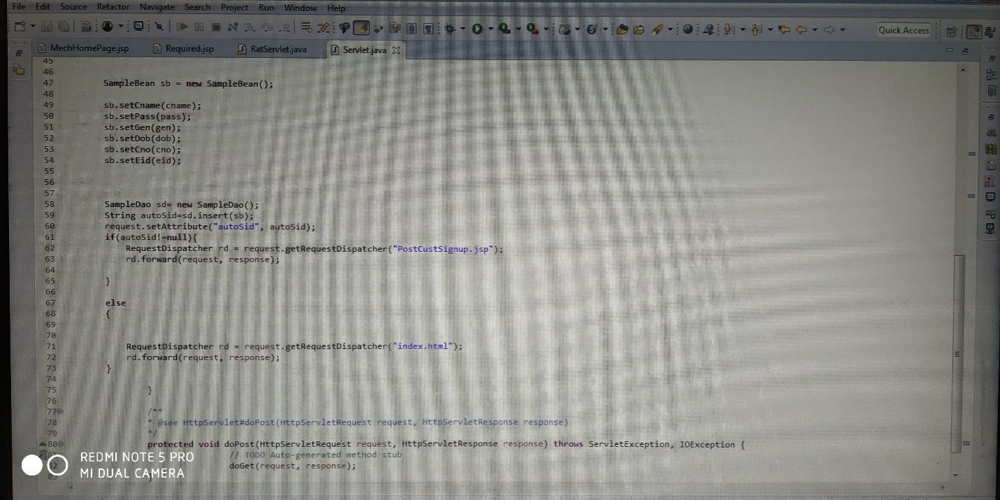 File Edit Source Refactor Navigate Search Project Run Window Help
Quick Access
MechHomePage.jsp Required.jsp RatServlet.java Servlet.java
45
46
47 SampleBean sb = new SampleBean();
48
49 sb.setCname(cname);
50 sb.setPass(pass);
51 sb.setGen(gen);
52 sb.setDob(dob);
53 sb.setCno(cno);
54 sb.setEid(eid);
55
56
57
58 SampleDao sd= new SampleDao();
59 String autoSid=sd.insert(sb);
60 request.setAttribute("autoSid", autoSid);
61 if(autoSid!=null){
62 RequestDispatcher rd = request.getRequestDispatcher("PostCustSignup.jsp");
63 rd.forward(request, response);
64
65 }
66
67 else
68 {
69
70
71 RequestDispatcher rd = request.getRequestDispatcher("index.html");
72 rd.forward(request, response);
73 }
74
75 }
76
77 /**
78 * @see HttpServlet#doPost(HttpServletRequest request, HttpServletResponse response)
79 */
80 protected void doPost(HttpServletRequest request, HttpServletResponse response) throws ServletException, IOException {
// TODO Auto-generated method stub
doGet(request, response);
}
REDMI NOTE 5 PRO
MI DUAL CAMERA